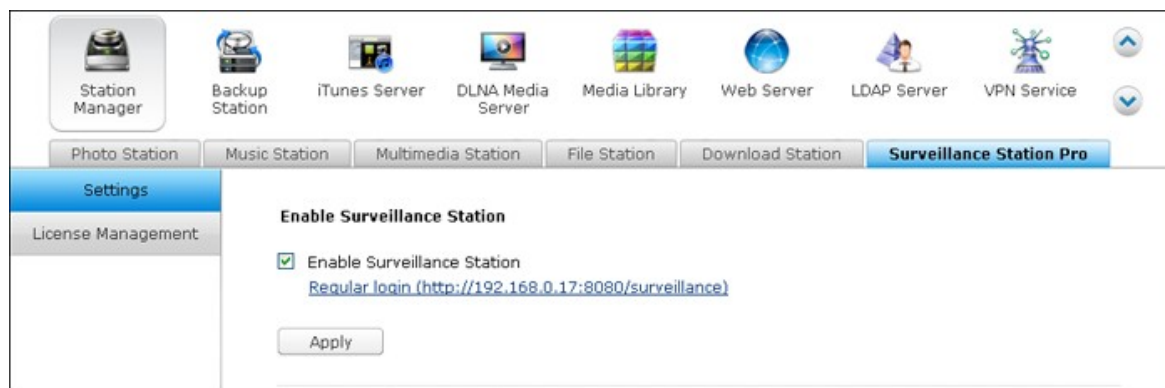 Station Manager
Backup Station
iTunes Server
DLNA Media Server
Media Library
Web Server
LDAP Server
VPN Service
Photo Station
Music Station
Multimedia Station
File Station
Download Station
Surveillance Station Pro
Settings
License Management
Enable Surveillance Station
Enable Surveillance Station
Regular login (http://192.168.0.17:8080/surveillance)
Apply